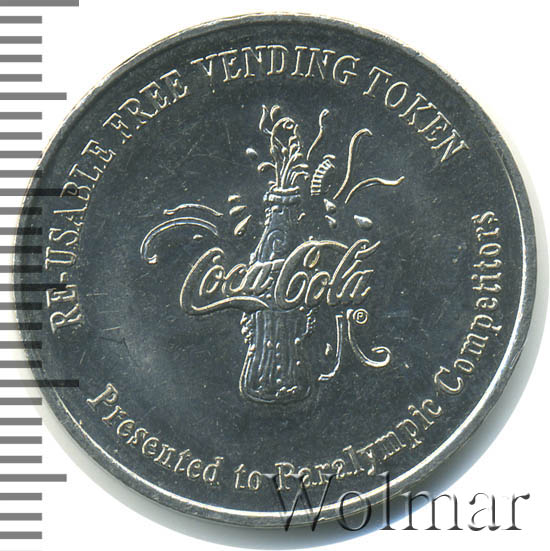 RE-USABLE FREE VENDING TOKEN
Coca-Cola ®
Presented to Paralympic Competitors
Wolmar